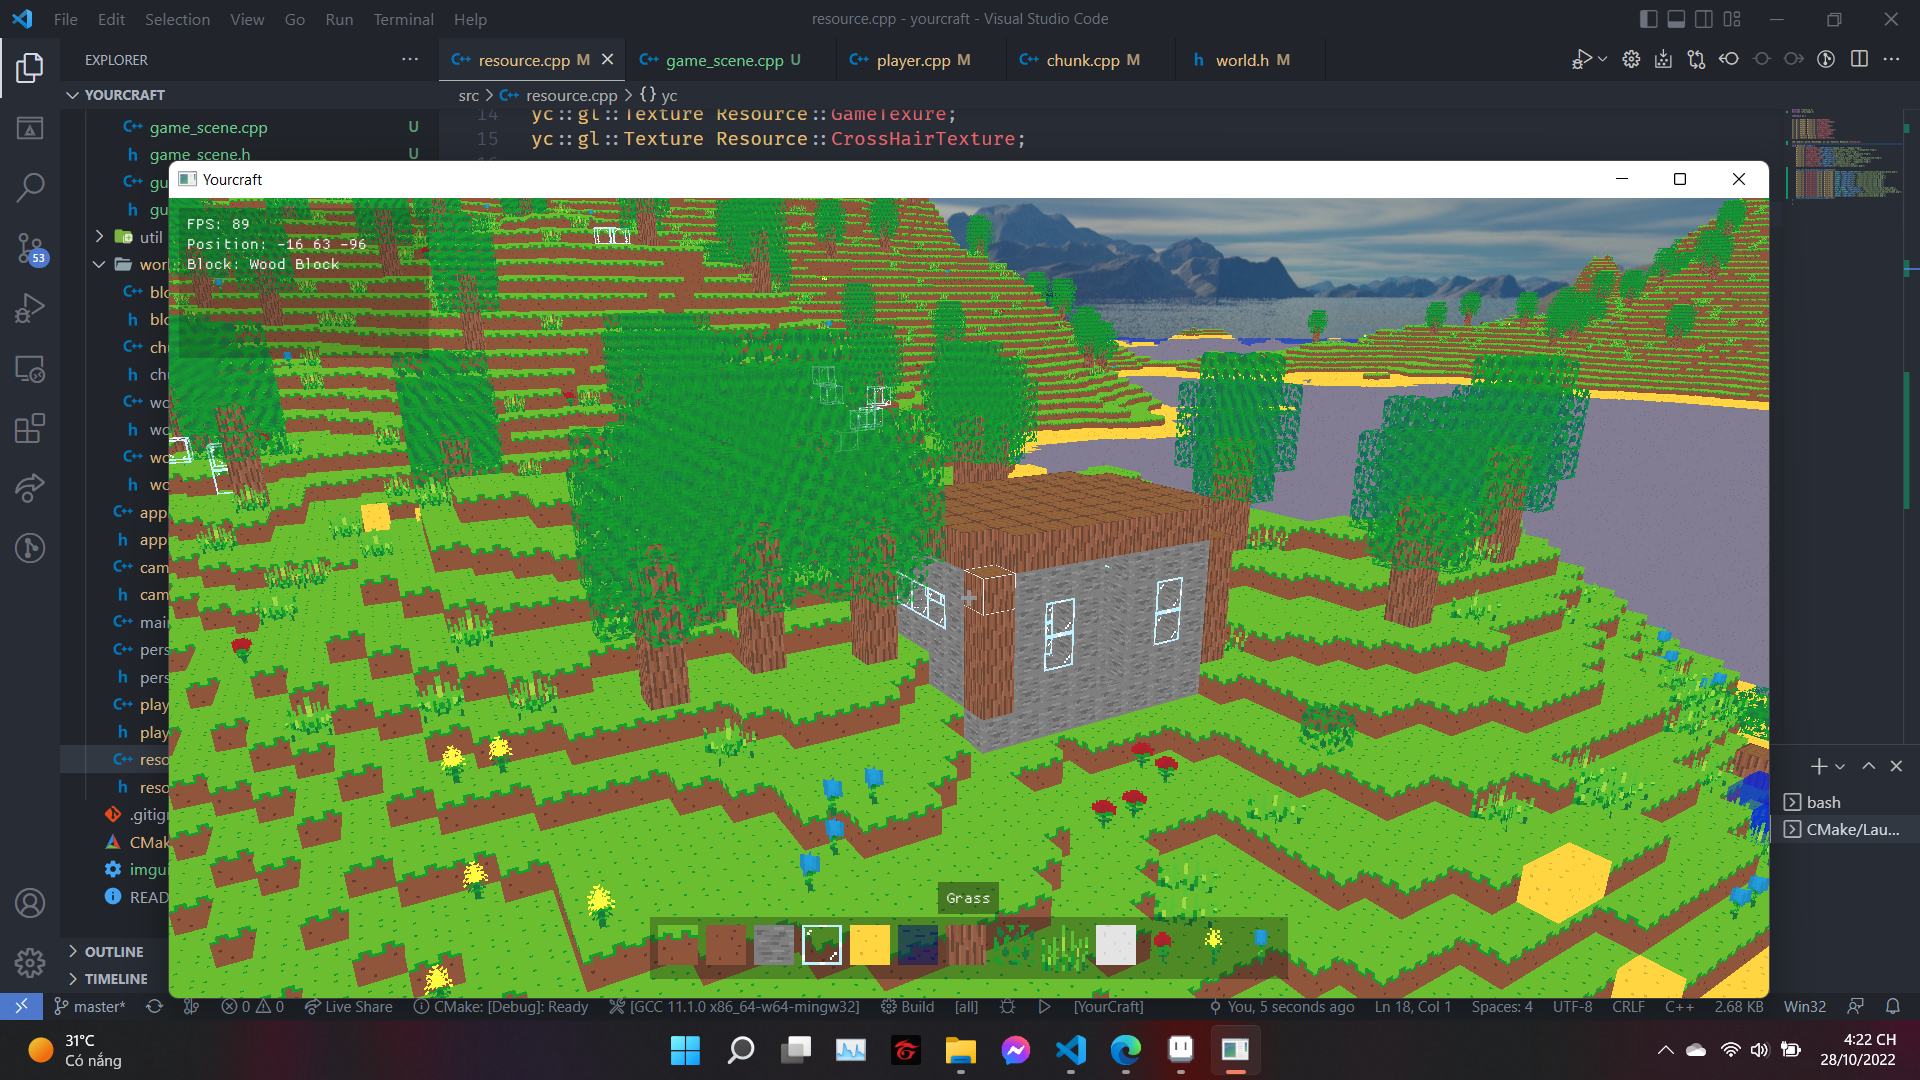 File Edit Selection View Go Run Terminal Help
resource.cpp - yourcraft - Visual Studio Code
EXPLORER
resource.cpp M
game_scene.cpp U
player.cpp M
chunk.cpp M
world.h M
YOURCRAFT
src > resource.cpp > {} yc
game_scene.cpp U
game_scene.h U
gu
gu
util
wor
blo
blo
ch
ch
wo
wo
wo
wo
app
app
cam
cam
mai
pers
pers
play
play
reso
reso
.gitig
CMak
imgu
READ
OUTLINE
TIMELINE
14 yc::gl::Texture Resource::GameTexure;
15 yc::gl::Texture Resource::CrossHairTexture;
Yourcraft
FPS: 89
Position: -16 63 -96
Block: Wood Block
Grass
bash
CMake/Lau...
53
master* 0 0 Live Share CMake: [Debug]: Ready [GCC 11.1.0 x86_64-w64-mingw32] Build [all] [YourCraft] You, 5 seconds ago Ln 18, Col 1 Spaces: 4 UTF-8 CRLF C++ 2.68 KB Win32
31°C
Có nắng
4:22 CH
28/10/2022